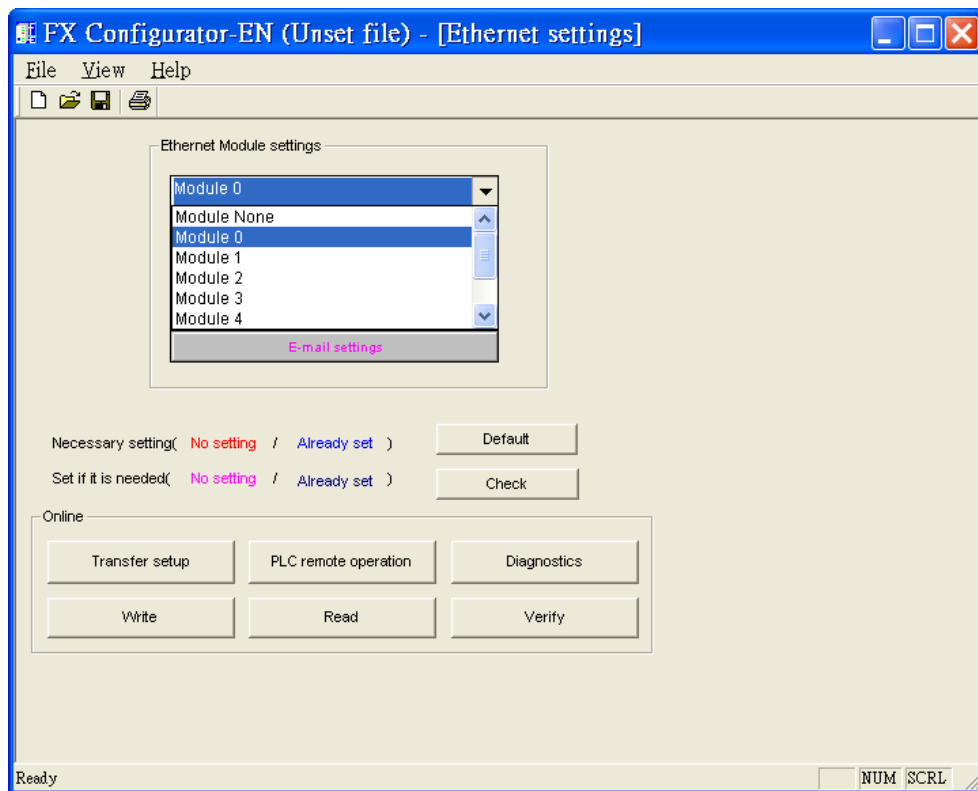 FX Configurator-EN (Unset file) - [Ethernet settings]
File View Help
Ethernet Module settings
Module 0
Module None
Module 0
Module 1
Module 2
Module 3
Module 4
E-mail settings
Necessary setting( No setting / Already set ) Default
Set if it is needed( No setting / Already set ) Check
Online
Transfer setup PLC remote operation Diagnostics
Write Read Verify
Ready NUM SCRL